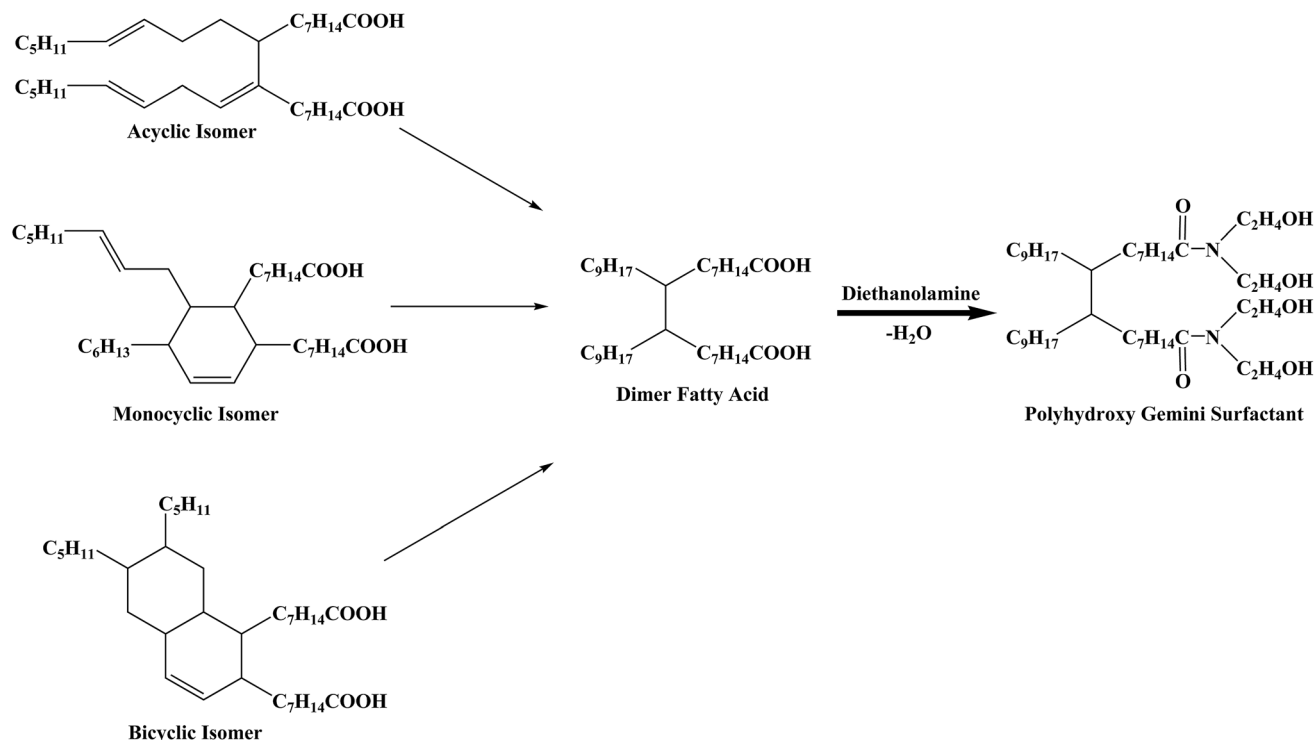 C₇H₁₄COOH
C₅H₁₁
C₅H₁₁
C₇H₁₄COOH
Acyclic Isomer
C₅H₁₁
C₇H₁₄COOH
C₆H₁₃
C₇H₁₄COOH
Monocyclic Isomer
C₅H₁₁
C₅H₁₁
C₇H₁₄COOH
C₇H₁₄COOH
Bicyclic Isomer
C₉H₁₇
C₇H₁₄COOH
C₉H₁₇
C₇H₁₄COOH
Dimer Fatty Acid
Diethanolamine
-H₂O
O
C₂H₄OH
C₉H₁₇
C₇H₁₄C
N
C₂H₄OH
C₂H₄OH
C₉H₁₇
C₇H₁₄C
N
C₂H₄OH
O
Polyhydroxy Gemini Surfactant